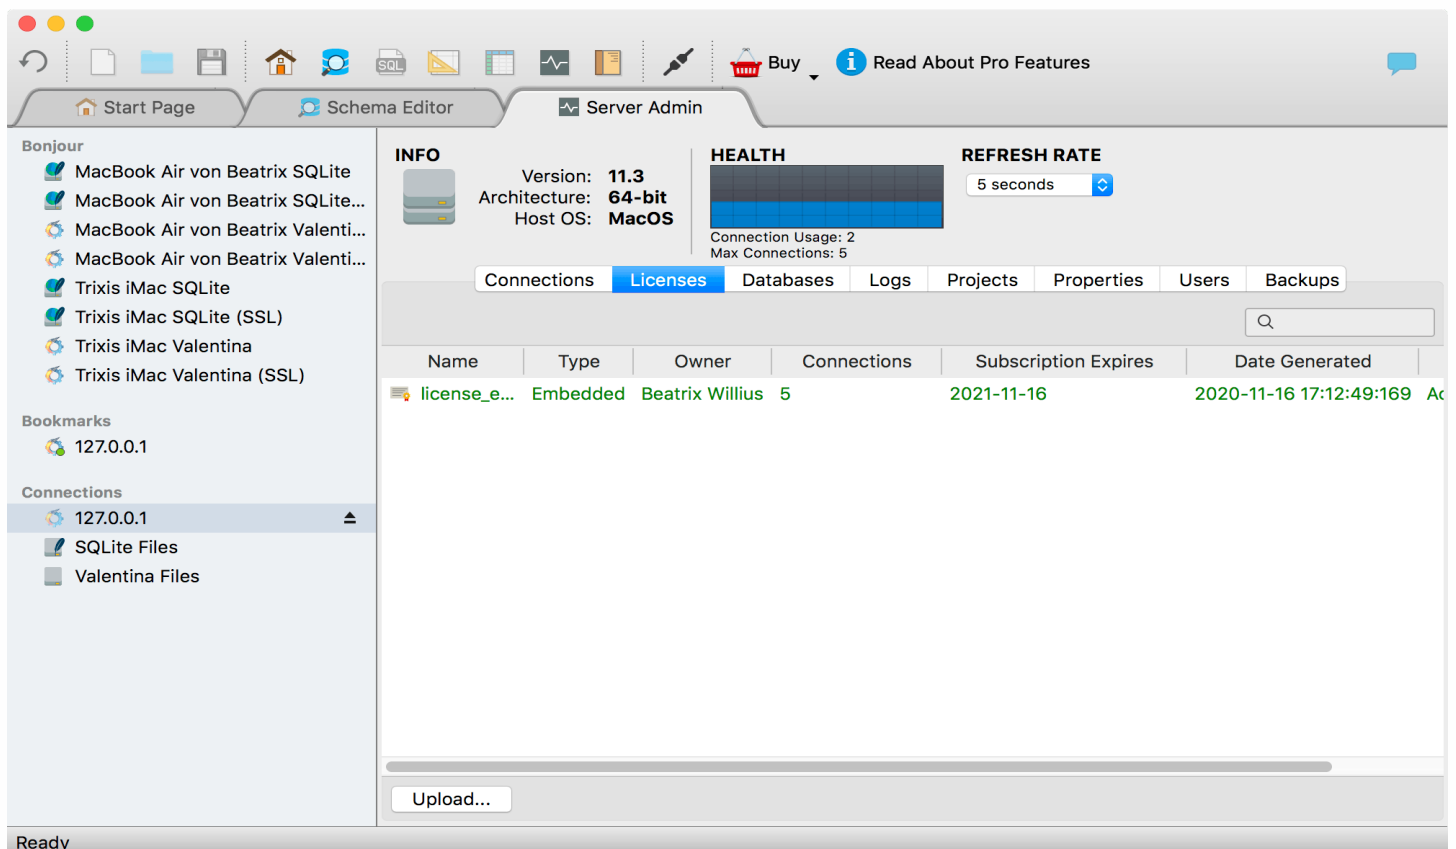 SQL
Buy
Read About Pro Features
Start Page
Schema Editor
Server Admin
Bonjour
MacBook Air von Beatrix SQLite
MacBook Air von Beatrix SQLite...
MacBook Air von Beatrix Valenti...
MacBook Air von Beatrix Valenti...
Trixis iMac SQLite
Trixis iMac SQLite (SSL)
Trixis iMac Valentina
Trixis iMac Valentina (SSL)
Bookmarks
127.0.0.1
Connections
127.0.0.1
SQLite Files
Valentina Files
INFO
Version: 11.3
Architecture: 64-bit
Host OS: MacOS
HEALTH
Connection Usage: 2
Max Connections: 5
REFRESH RATE
5 seconds
Connections Licenses Databases Logs Projects Properties Users Backups
Name Type Owner Connections Subscription Expires Date Generated
license_e... Embedded Beatrix Willius 5 2021-11-16 2020-11-16 17:12:49:169
Upload...
Ready